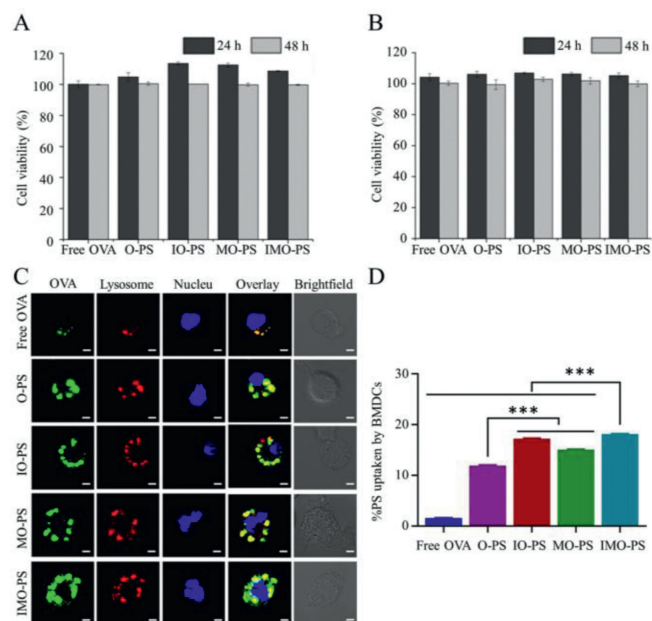 A
24 h
48 h
Cell viability (%)
120
100
80
60
40
20
0
Free OVA O-PS IO-PS MO-PS IMO-PS
B
24 h
48 h
Cell viability (%)
120
100
80
60
40
20
0
Free OVA O-PS IO-PS MO-PS IMO-PS
C
OVA Lysosome Nucleu Overlay Brightfield
Free OVA
O-PS
IO-PS
MO-PS
IMO-PS
D
%PS uptaken by BMDCs
30
20
10
0
***
***
Free OVA O-PS IO-PS MO-PS IMO-PS